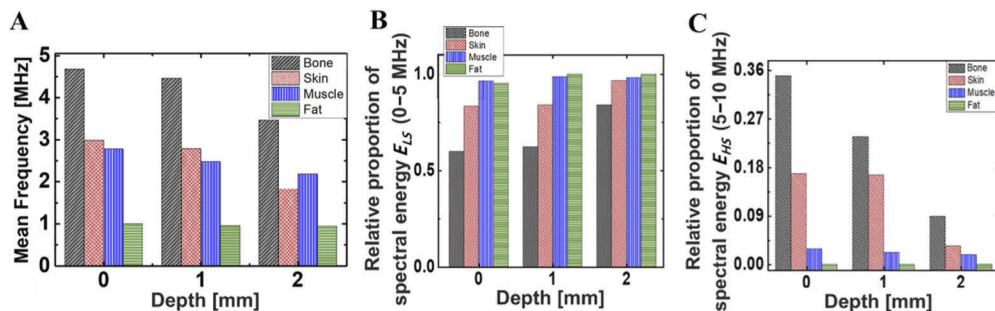 A
Mean Frequency [MHz]
5
4
3
2
1
0
Bone
Skin
Muscle
Fat
0 1 2
Depth [mm]
B
Relative proportion of
spectral energy E_LS (0–5 MHz)
1.0
0.5
0.0
Bone
Skin
Muscle
Fat
0 1 2
Depth [mm]
C
Relative proportion of
spectral energy E_HS (5–10 MHz)
0.36
0.27
0.18
0.09
0.00
Bone
Skin
Muscle
Fat
0 1 2
Depth [mm]